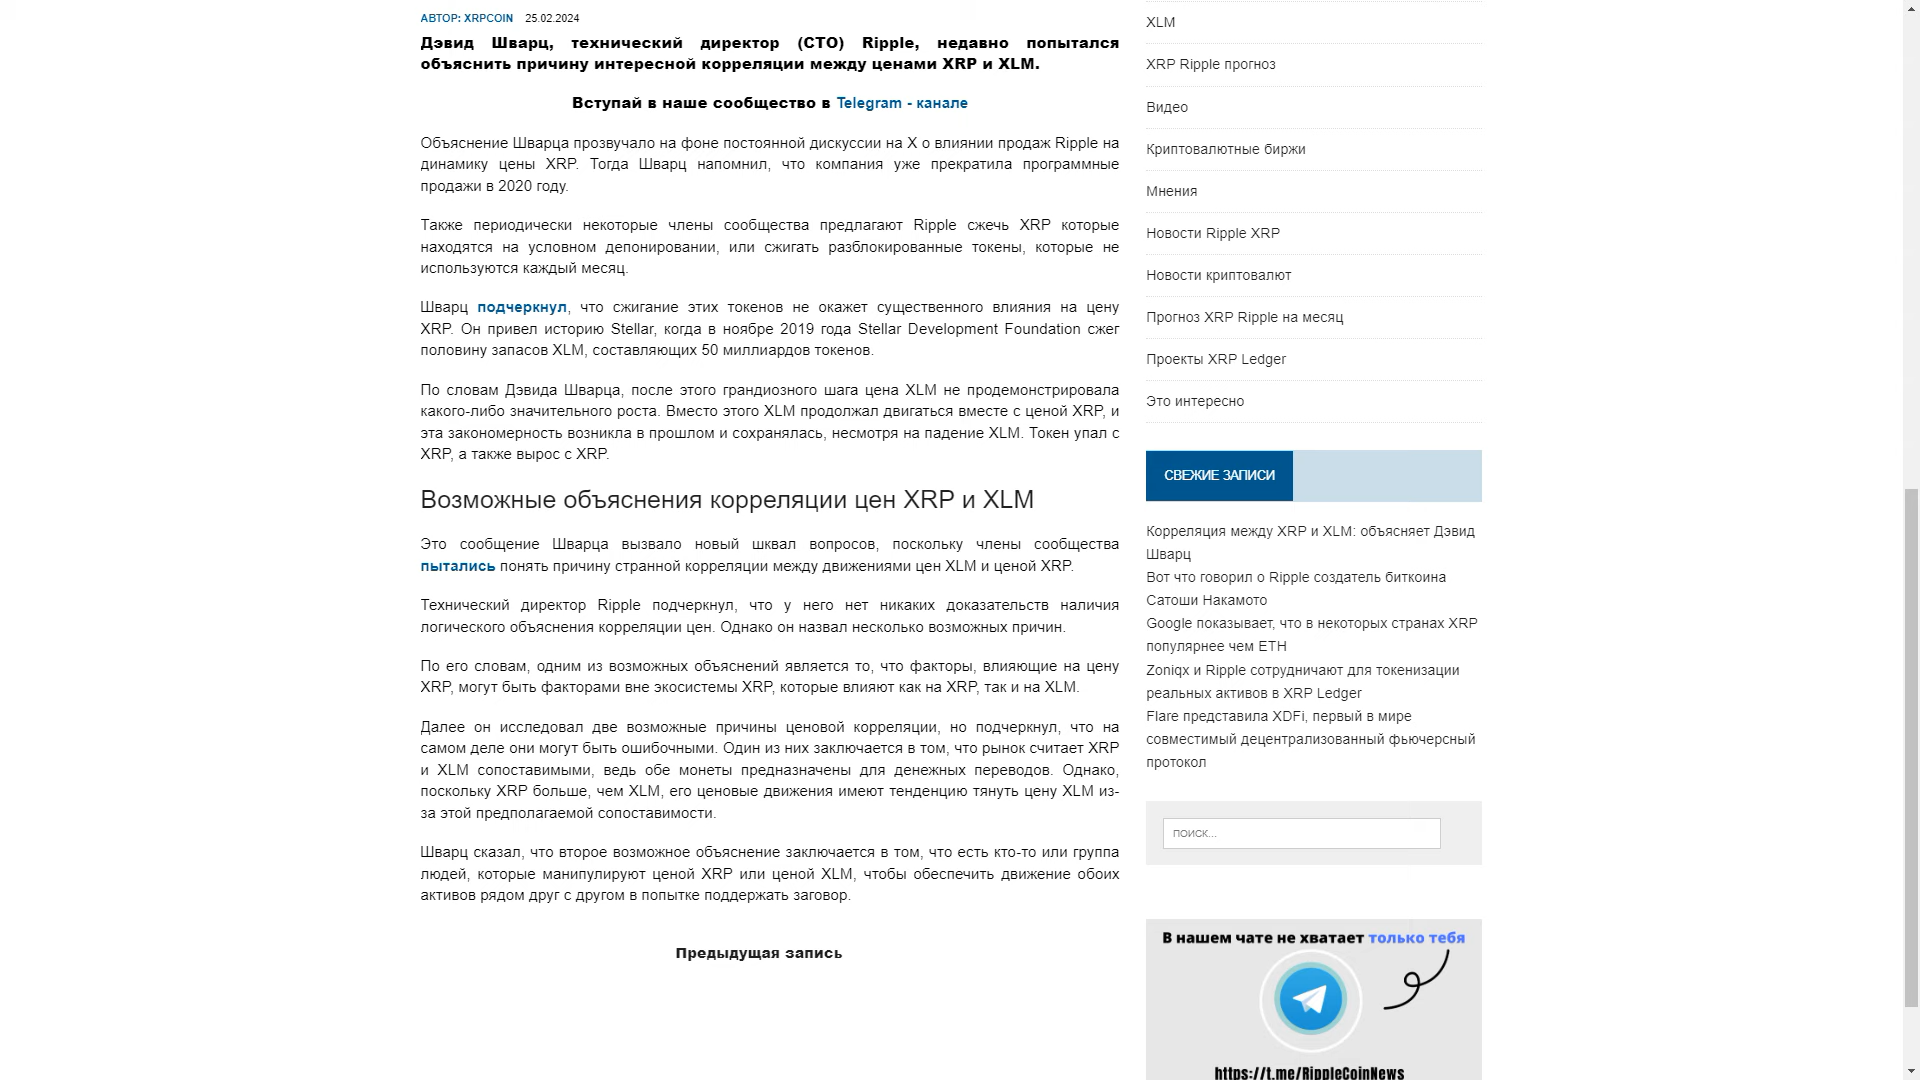 АВТОР: XRPCOIN 25.02.2024
Дэвид Шварц, технический директор (CTO) Ripple, недавно попытался
объяснить причину интересной корреляции между ценами XRP и XLM.
Вступай в наше сообщество в Telegram - канале
Объяснение Шварца прозвучало на фоне постоянной дискуссии на X о влиянии продаж Ripple на
динамику цены XRP. Тогда Шварц напомнил, что компания уже прекратила программные
продажи в 2020 году.
Также периодически некоторые члены сообщества предлагают Ripple сжечь XRP которые
находятся на условном депонировании, или сжигать разблокированные токены, которые не
используются каждый месяц.
Шварц подчеркнул, что сжигание этих токенов не окажет существенного влияния на цену
XRP. Он привел историю Stellar, когда в ноябре 2019 года Stellar Development Foundation сжег
половину запасов XLM, составляющих 50 миллиардов токенов.
По словам Дэвида Шварца, после этого грандиозного шага цена XLM не продемонстрировала
какого-либо значительного роста. Вместо этого XLM продолжал двигаться вместе с ценой XRP, и
эта закономерность возникла в прошлом и сохранялась, несмотря на падение XLM. Токен упал с
XRP, а также вырос с XRP.
Возможные объяснения корреляции цен XRP и XLM
Это сообщение Шварца вызвало новый шквал вопросов, поскольку члены сообщества
пытались понять причину странной корреляции между движениями цен XLM и ценой XRP.
Технический директор Ripple подчеркнул, что у него нет никаких доказательств наличия
логического объяснения корреляции цен. Однако он назвал несколько возможных причин.
По его словам, одним из возможных объяснений является то, что факторы, влияющие на цену
XRP, могут быть факторами вне экосистемы XRP, которые влияют как на XRP, так и на XLM.
Далее он исследовал две возможные причины ценовой корреляции, но подчеркнул, что на
самом деле они могут быть ошибочными. Один из них заключается в том, что рынок считает XRP
и XLM сопоставимыми, ведь обе монеты предназначены для денежных переводов. Однако,
поскольку XRP больше, чем XLM, его ценовые движения имеют тенденцию тянуть цену XLM из-
за этой предполагаемой сопоставимости.
Шварц сказал, что второе возможное объяснение заключается в том, что есть кто-то или группа
людей, которые манипулируют ценой XRP или ценой XLM, чтобы обеспечить движение обоих
активов рядом друг с другом в попытке поддержать заговор.
Предыдущая запись
XLM
XRP Ripple прогноз
Видео
Криптовалютные биржи
Мнения
Новости Ripple XRP
Новости криптовалют
Прогноз XRP Ripple на месяц
Проекты XRP Ledger
Это интересно
СВЕЖИЕ ЗАПИСИ
Корреляция между XRP и XLM: объясняет Дэвид
Шварц
Вот что говорил о Ripple создатель биткоина
Сатоши Накамото
Google показывает, что в некоторых странах XRP
популярнее чем ETH
Zoniqx и Ripple сотрудничают для токенизации
реальных активов в XRP Ledger
Flare представила XDFi, первый в мире
совместимый децентрализованный фьючерсный
протокол
ПОИСК...
В нашем чате не хватает только тебя
https://t.me/RippleCoinNews